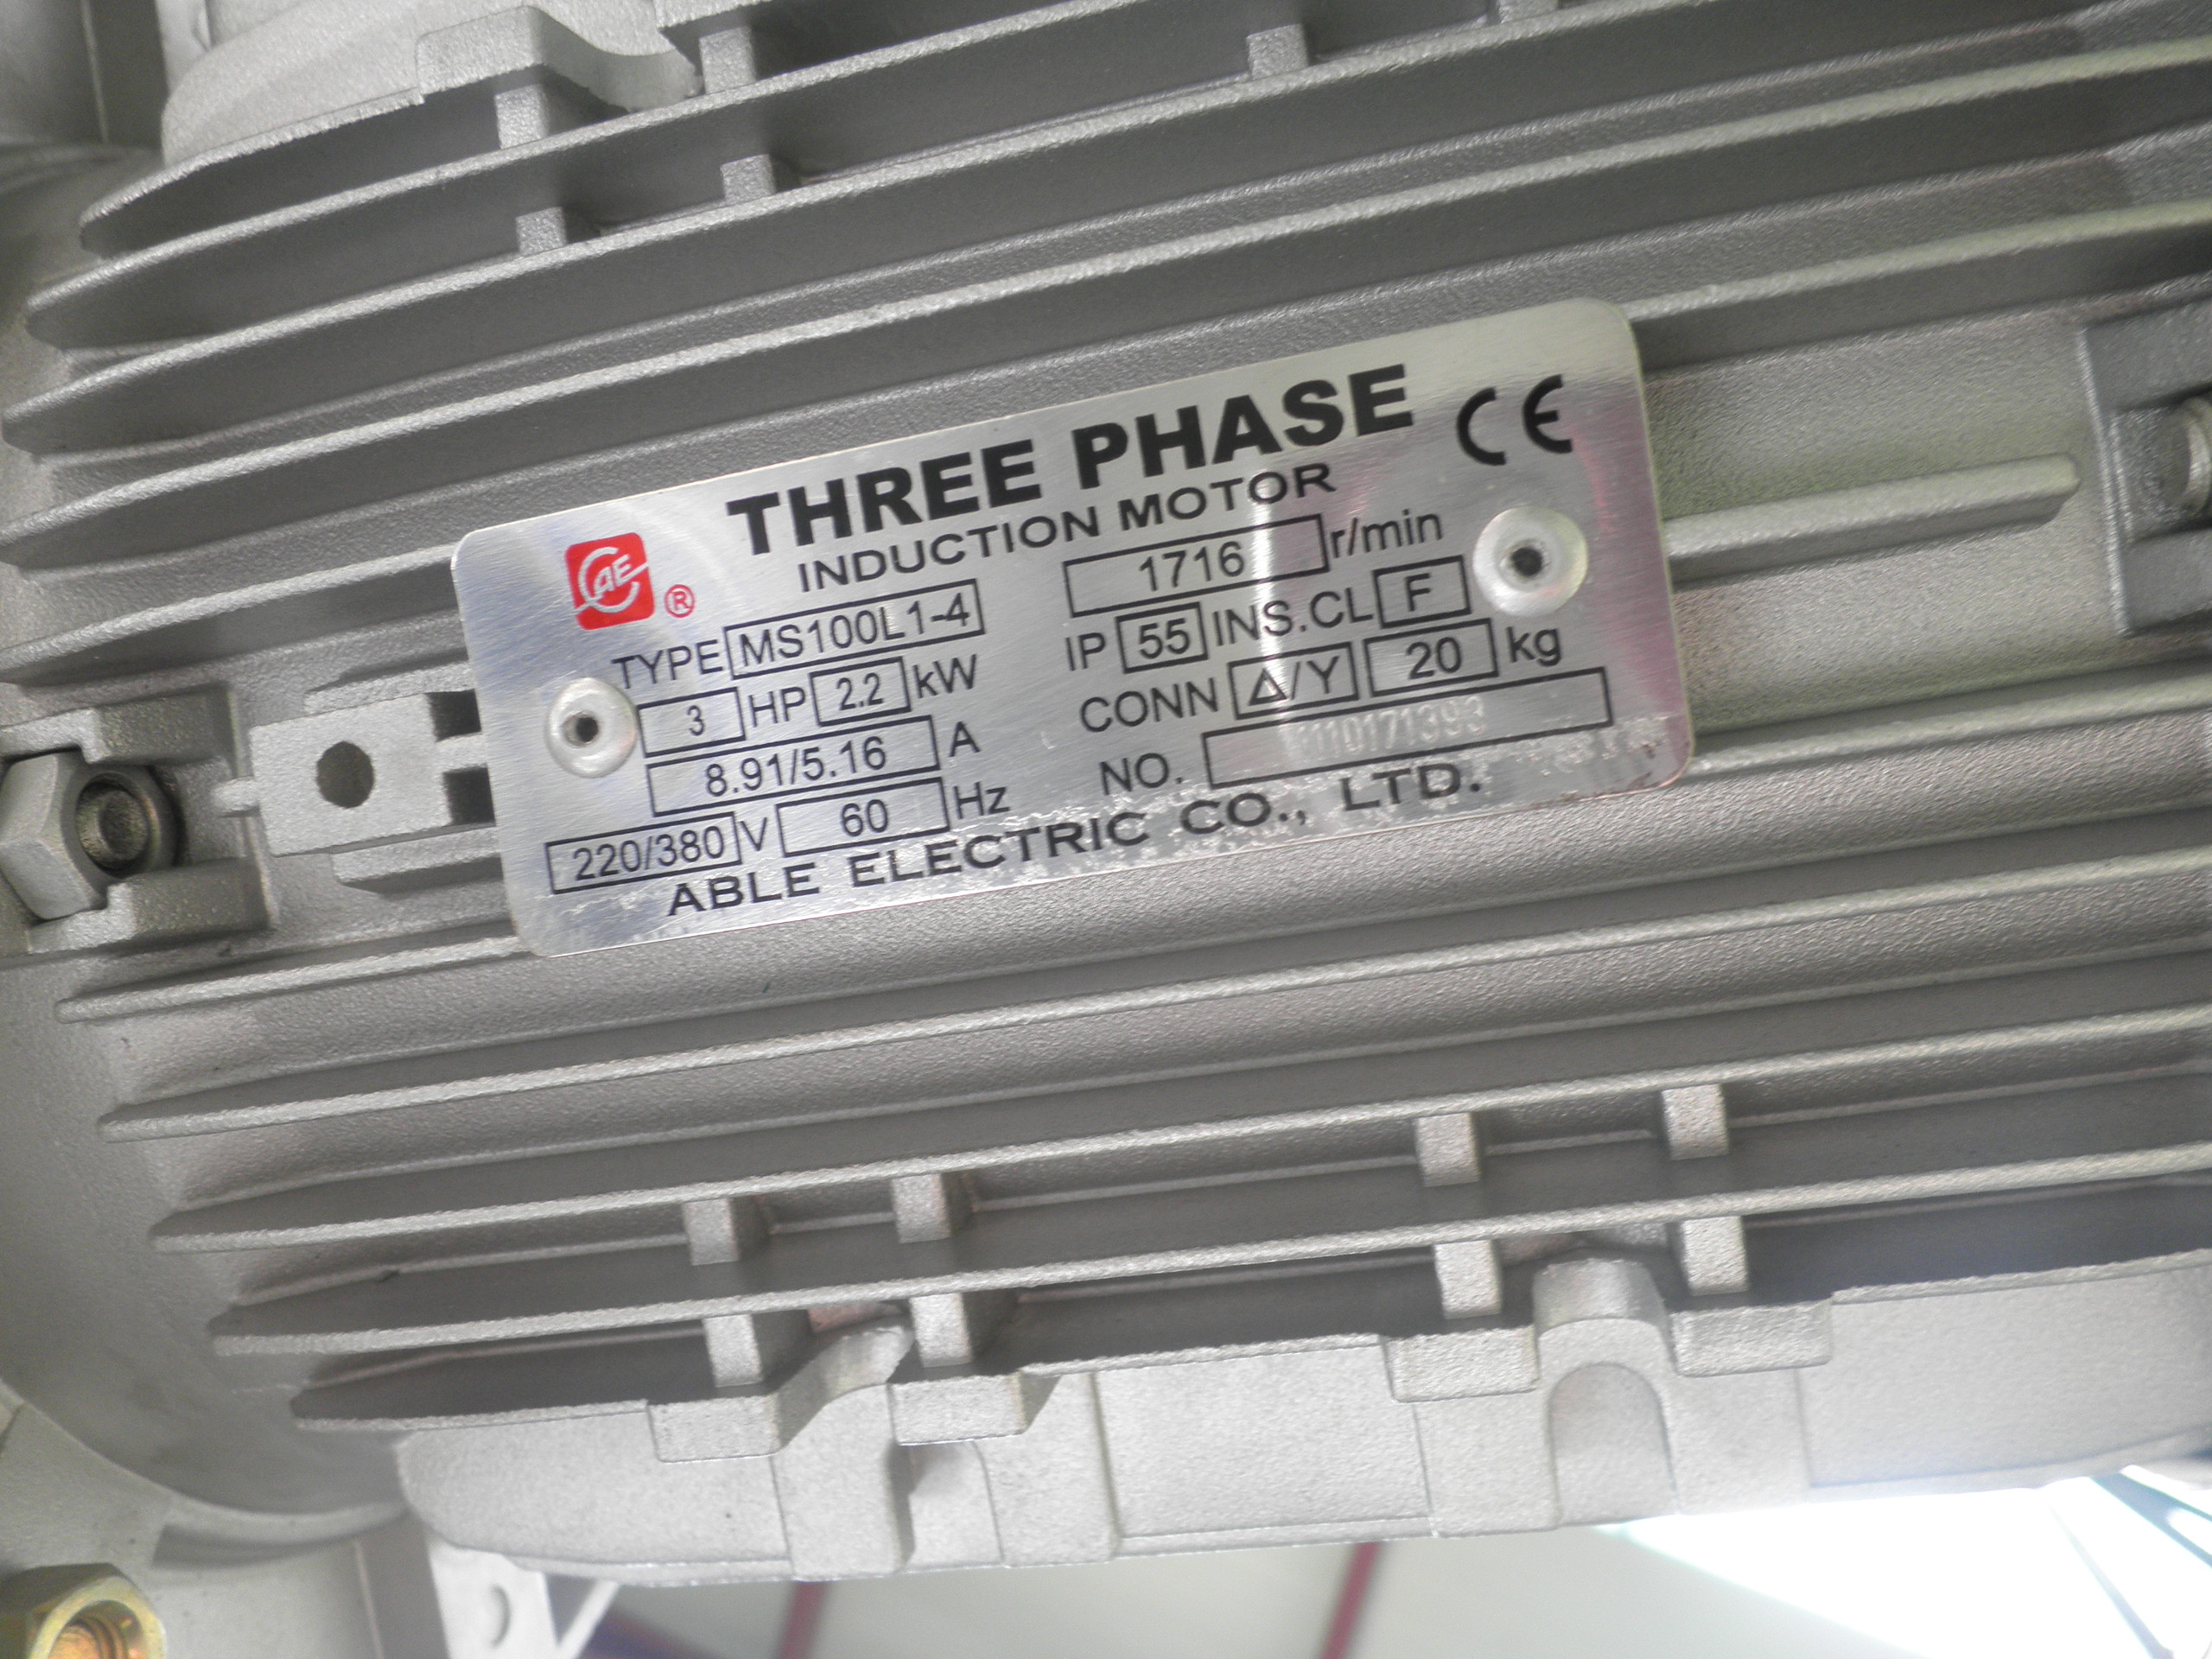 THREE PHASE
INDUCTION MOTOR
CE
AE ®
TYPE MS100L1-4
1716 r/min
3 HP 2.2 kW
IP 55 INS.CL F
8.91/5.16 A
CONN Δ/Y 20 kg
220/380 V 60 Hz
NO. 1110171393
ABLE ELECTRIC CO., LTD.